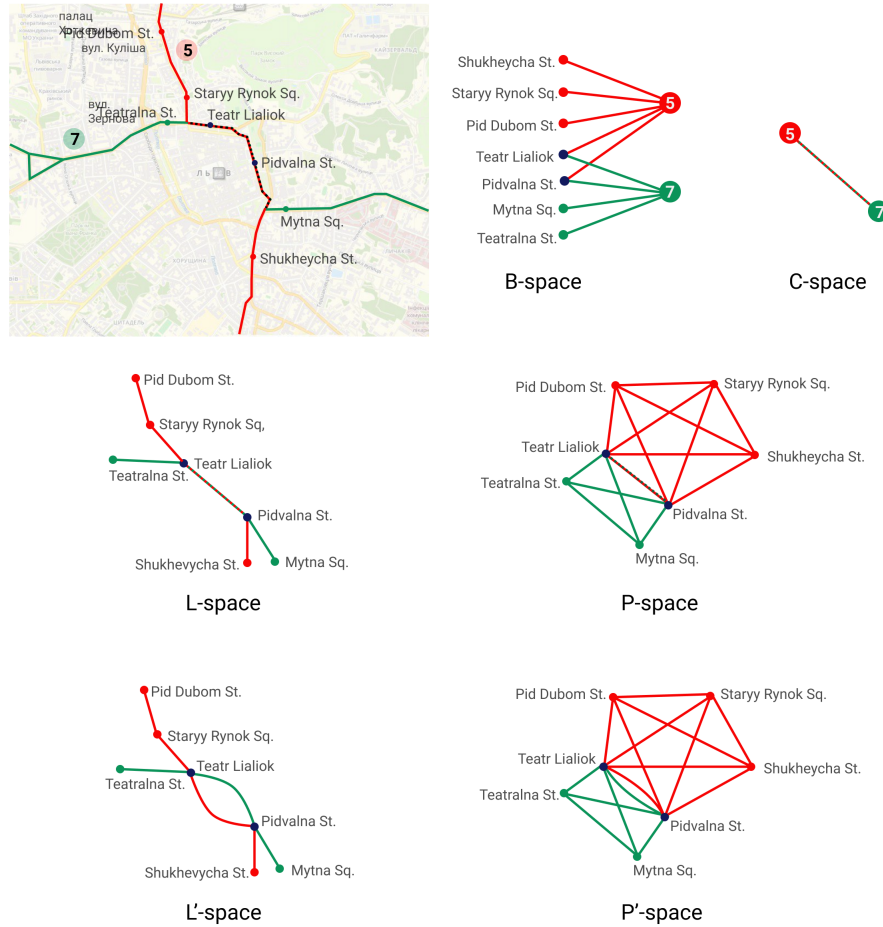 палац
Хоткевича
Pid Dubom St.
вул. Куліша
5
Staryy Rynok Sq.
вул.
Зернова
Teatralna St.
Teatr Lialiok
7
Pidvalna St.
ЛЬВІВ
Mytna Sq.
Shukheycha St.
ЦИТАДЕЛЬ
Shukheycha St.
Staryy Rynok Sq.
Pid Dubom St.
Teatr Lialiok
Pidvalna St.
Mytna Sq.
Teatralna St.
5
7
B-space
5
7
C-space
Pid Dubom St.
Staryy Rynok Sq,
Teatr Lialiok
Teatralna St.
Pidvalna St.
Shukhevycha St.
Mytna Sq.
L-space
Pid Dubom St.
Staryy Rynok Sq.
Teatr Lialiok
Shukheycha St.
Teatralna St.
Pidvalna St.
Mytna Sq.
P-space
Pid Dubom St.
Staryy Rynok Sq.
Teatr Lialiok
Teatralna St.
Pidvalna St.
Shukhevycha St.
Mytna Sq.
L’-space
Pid Dubom St.
Staryy Rynok Sq.
Teatr Lialiok
Shukheycha St.
Teatralna St.
Pidvalna St.
Mytna Sq.
P’-space